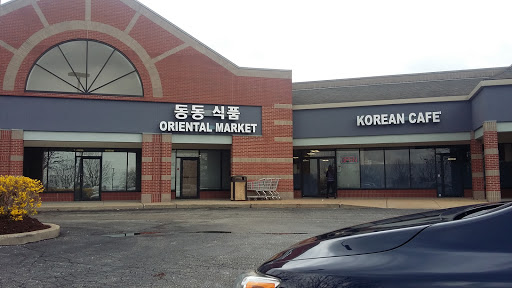 동동 식품
ORIENTAL MARKET
KOREAN CAFE